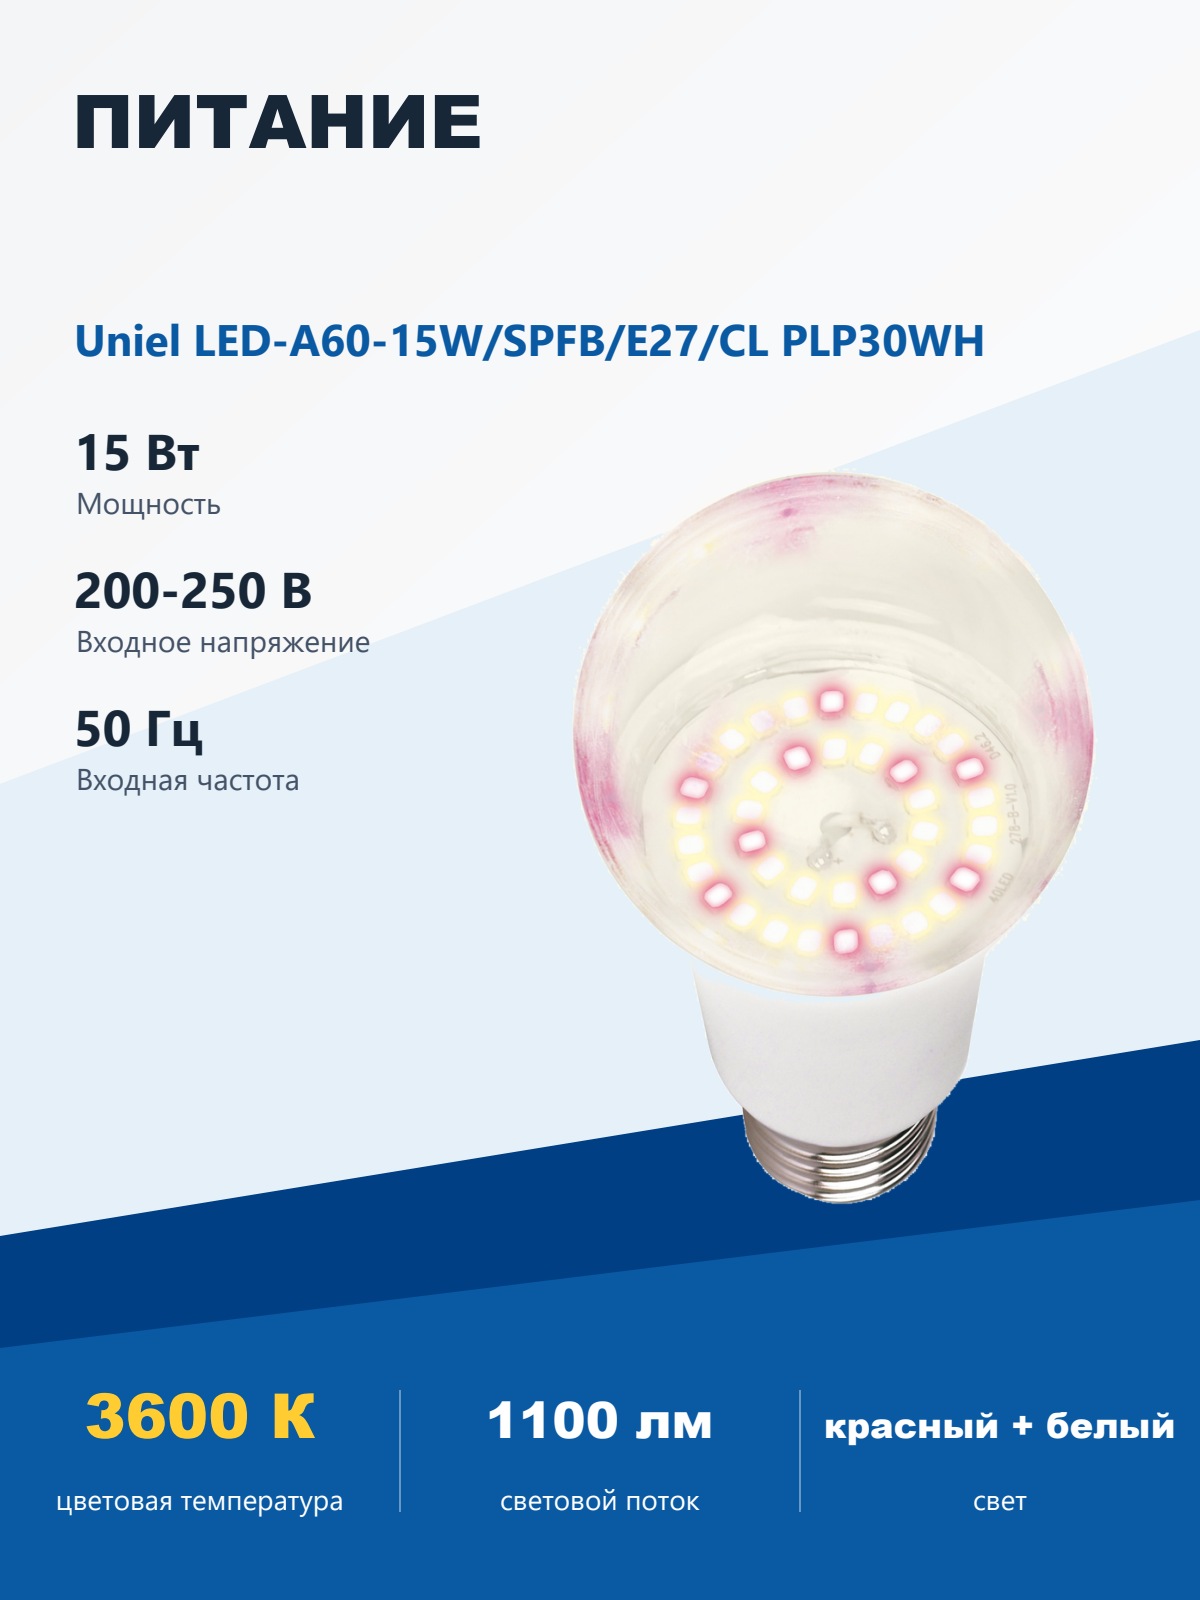 ПИТАНИЕ
Uniel LED-A60-15W/SPFB/E27/CL PLP30WH
15 Вт
Мощность
200-250 В
Входное напряжение
50 Гц
Входная частота
3600 К
цветовая температура
1100 лм
световой поток
красный + белый
свет